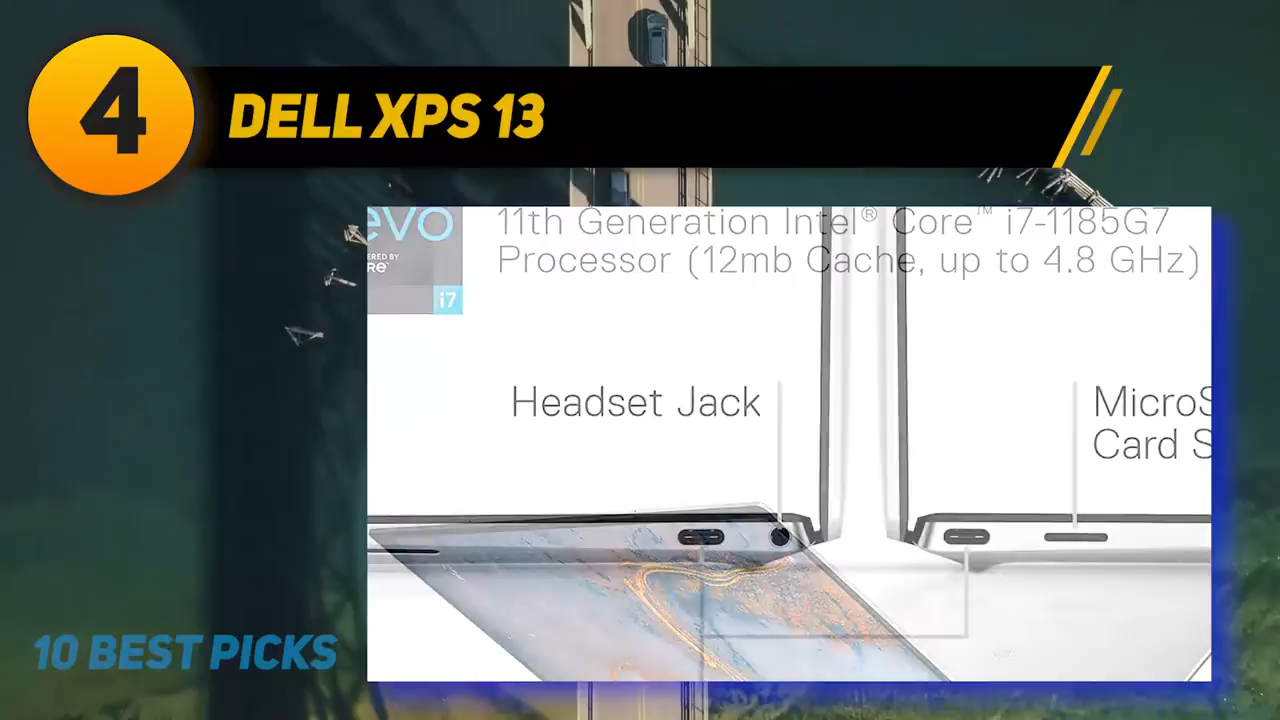 4
DELL XPS 13
evo
11th Generation Intel® Core™ i7-1185G7
Processor (12mb Cache, up to 4.8 GHz)
i7
Headset Jack
Card
10 BEST PICKS